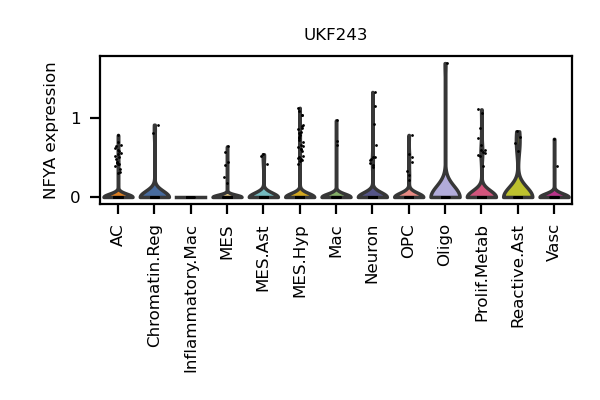 UKF243
NFYA expression
1
0
AC
Chromatin.Reg
Inflammatory.Mac
MES
MES.Ast
MES.Hyp
Mac
Neuron
OPC
Oligo
Prolif.Metab
Reactive.Ast
Vasc